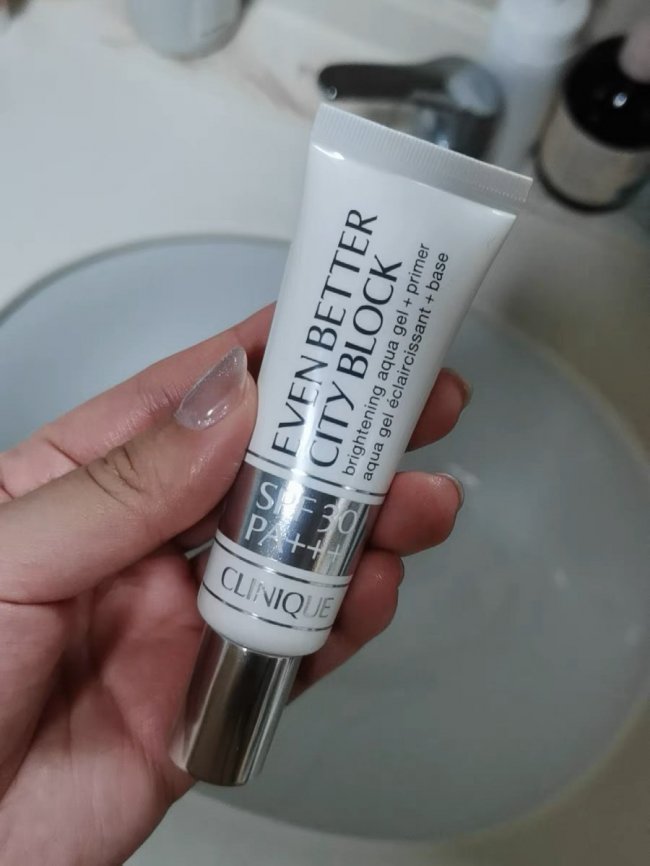 EVEN BETTER
CITY BLOCK
brightening aqua gel + primer
aqua gel éclaircissant + base
SPF 30
PA+++
CLINIQUE